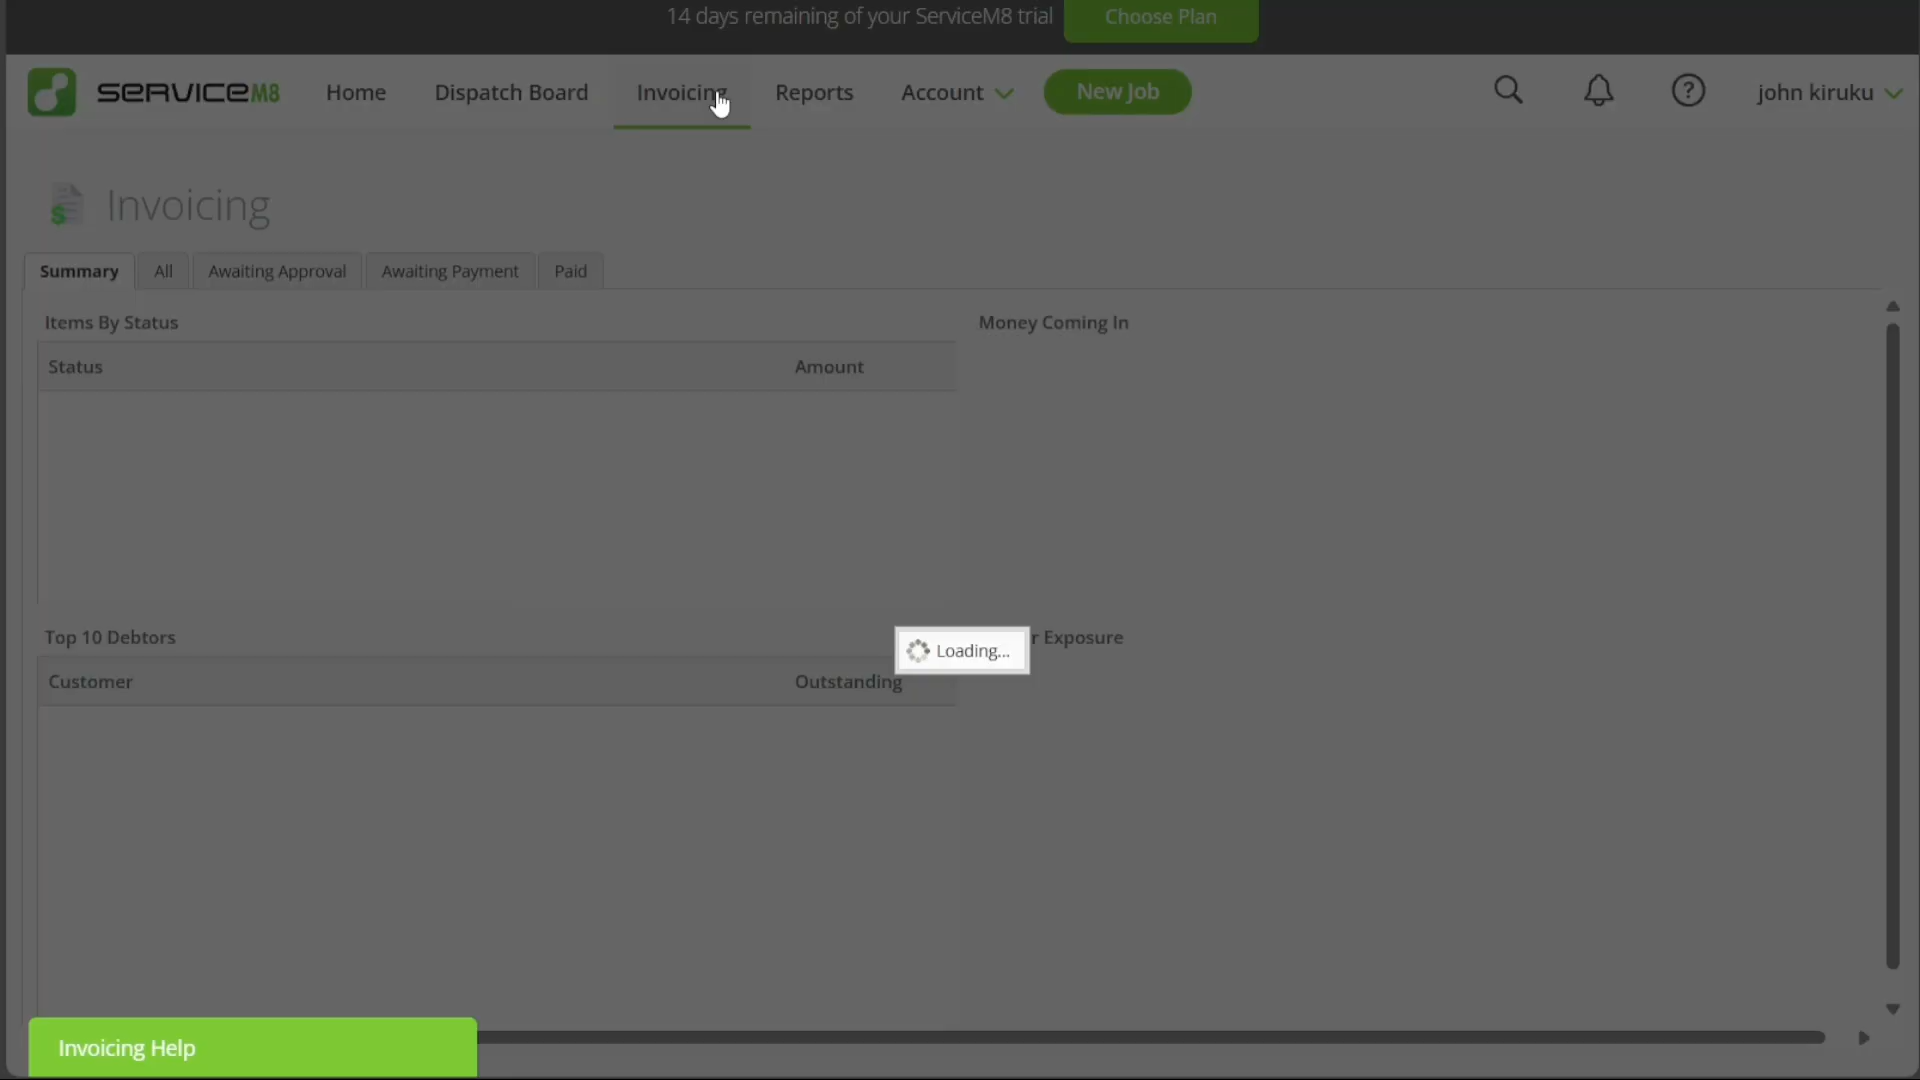 14 days remaining of your ServiceM8 trial Choose Plan
SERVICEM8 Home Dispatch Board Invoicing Reports Account New Job john kiruku
Invoicing
Summary All Awaiting Approval Awaiting Payment Paid
Items By Status Money Coming In
Status Amount
Top 10 Debtors r Exposure
Loading...
Customer Outstanding
Invoicing Help